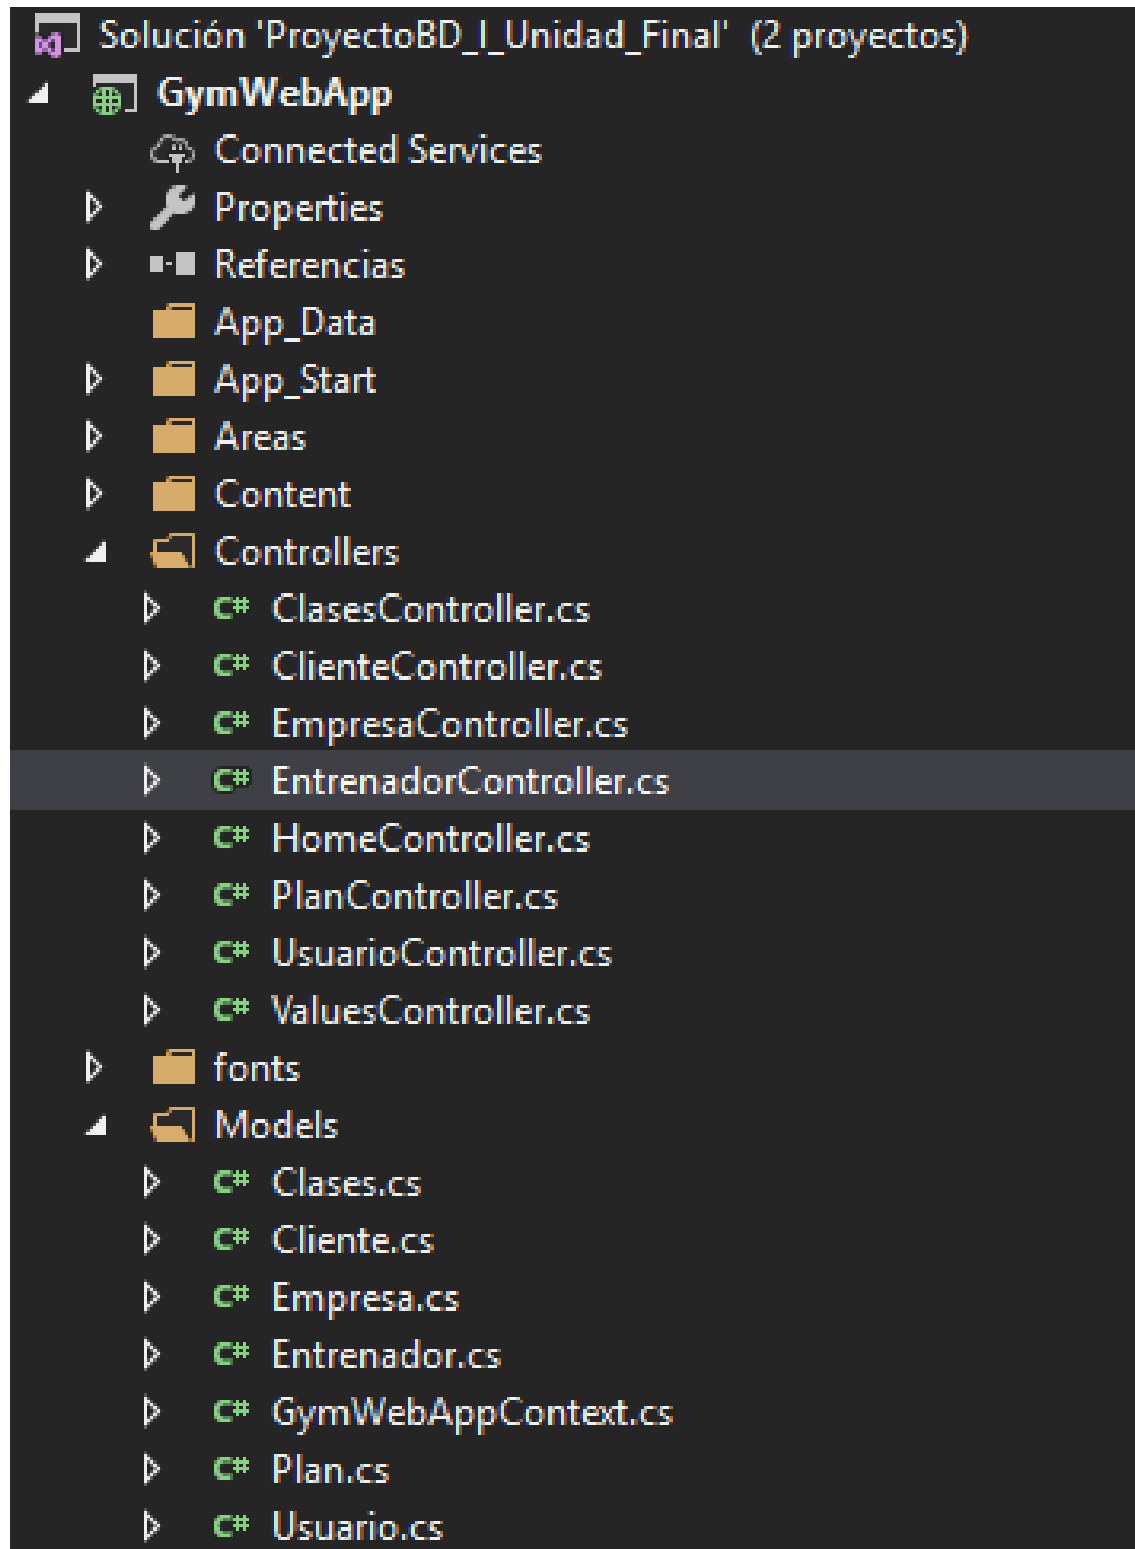 Solución 'ProyectoBD_I_Unidad_Final' (2 proyectos)
GymWebApp
Connected Services
Properties
Referencias
App_Data
App_Start
Areas
Content
Controllers
C# ClasesController.cs
C# ClienteController.cs
C# EmpresaController.cs
C# EntrenadorController.cs
C# HomeController.cs
C# PlanController.cs
C# UsuarioController.cs
C# ValuesController.cs
fonts
Models
C# Clases.cs
C# Cliente.cs
C# Empresa.cs
C# Entrenador.cs
C# GymWebAppContext.cs
C# Plan.cs
C# Usuario.cs